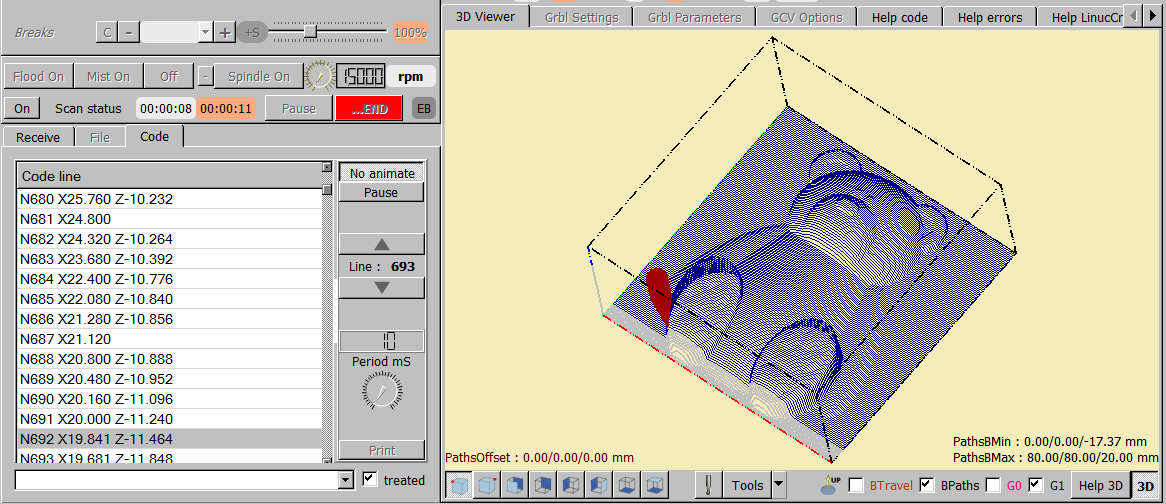 Breaks C - + +S 100%
Flood On Mist On Off - Spindle On 15000 rpm
On Scan status 00:00:08 00:00:11 Pause ...END EB
Receive File Code
Code line
N680 X25.760 Z-10.232
N681 X24.800
N682 X24.320 Z-10.264
N683 X23.680 Z-10.392
N684 X22.400 Z-10.776
N685 X22.080 Z-10.840
N686 X21.280 Z-10.856
N687 X21.120
N688 X20.800 Z-10.888
N689 X20.480 Z-10.952
N690 X20.160 Z-11.096
N691 X20.000 Z-11.240
N692 X19.841 Z-11.464
N693 X19.681 Z-11.848
No animate
Pause
Line : 693
10
Period mS
Print
treated
3D Viewer Grbl Settings Grbl Parameters GCV Options Help code Help errors Help LinucCr
PathsOffset : 0.00/0.00/0.00 mm
PathsBMin : 0.00/0.00/-17.37 mm
PathsBMax : 80.00/80.00/20.00 mm
Tools UP BTravel BPaths G0 G1 Help 3D 3D